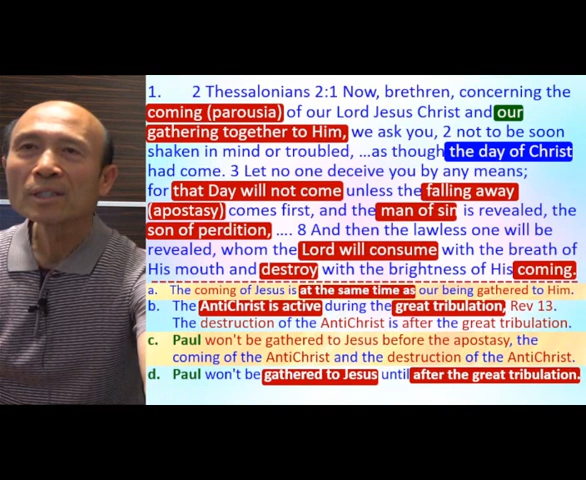 1. 2 Thessalonians 2:1 Now, brethren, concerning the
coming (parousia) of our Lord Jesus Christ and our
gathering together to Him, we ask you, 2 not to be soon
shaken in mind or troubled, ...as though the day of Christ
had come. 3 Let no one deceive you by any means;
for that Day will not come unless the falling away
(apostasy) comes first, and the man of sin is revealed, the
son of perdition, .... 8 And then the lawless one will be
revealed, whom the Lord will consume with the breath of
His mouth and destroy with the brightness of His coming.
a. The coming of Jesus is at the same time as our being gathered to Him.
b. The AntiChrist is active during the great tribulation, Rev 13.
The destruction of the AntiChrist is after the great tribulation.
c. Paul won't be gathered to Jesus before the apostasy, the
coming of the AntiChrist and the destruction of the AntiChrist.
d. Paul won't be gathered to Jesus until after the great tribulation.